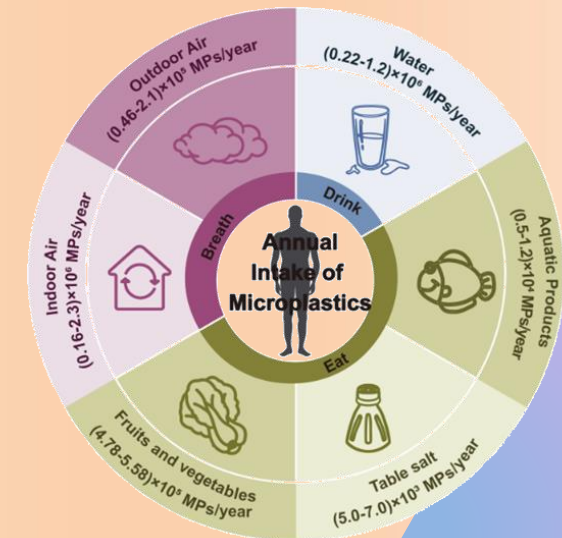 Outdoor Air
(0.46-2.1)×10⁵ MPs/year
Water
(0.22-1.2)×10⁶ MPs/year
Indoor Air
(0.16-2.3)×10⁶ MPs/year
Breath
Drink
Eat
Annual
Intake of
Microplastics
Aquatic Products
(0.5-1.2)×10⁴ MPs/year
Fruits and vegetables
(4.78-5.58)×10⁵ MPs/year
Table salt
(5.0-7.0)×10³ MPs/year